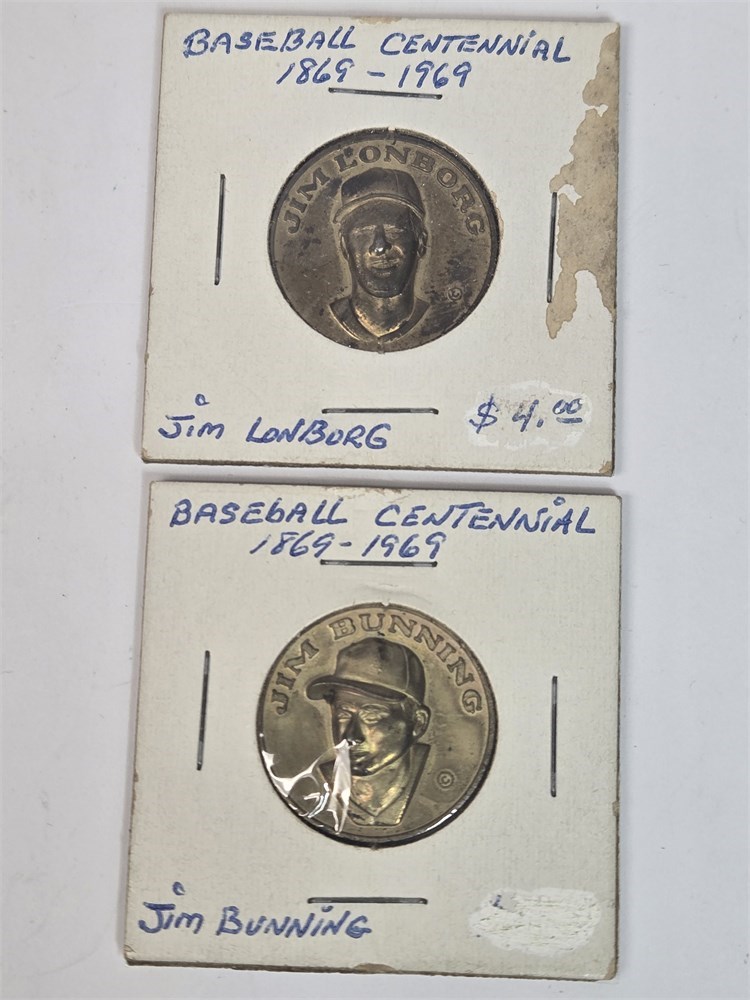 BASEBALL CENTENNIAL
1869 - 1969
JIM LONBORG
©
Jim LONBORG
$4.00
BASEBALL CENTENNIAL
1869 - 1969
JIM BUNNING
©
Jim BUNNING